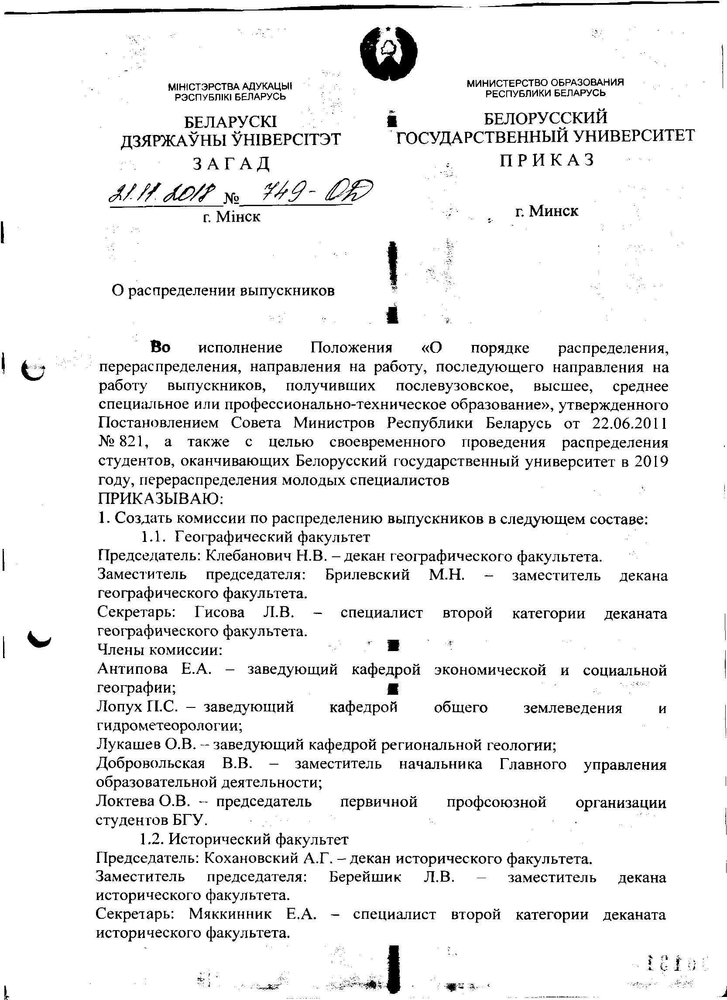 МІНІСТЭРСТВА АДУКАЦЫІ
РЭСПУБЛІКІ БЕЛАРУСЬ
БЕЛАРУСКІ
ДЗЯРЖАЎНЫ ЎНІВЕРСІТЭТ
ЗАГАД
21.11.2018 № 749-ОД
г. Мінск
МИНИСТЕРСТВО ОБРАЗОВАНИЯ
РЕСПУБЛИКИ БЕЛАРУСЬ
БЕЛОРУССКИЙ
ГОСУДАРСТВЕННЫЙ УНИВЕРСИТЕТ
ПРИКАЗ
г. Минск
О распределении выпускников
Во исполнение Положения «О порядке распределения,
перераспределения, направления на работу, последующего направления на
работу выпускников, получивших послевузовское, высшее, среднее
специальное или профессионально-техническое образование», утвержденного
Постановлением Совета Министров Республики Беларусь от 22.06.2011
№ 821, а также с целью своевременного проведения распределения
студентов, оканчивающих Белорусский государственный университет в 2019
году, перераспределения молодых специалистов
ПРИКАЗЫВАЮ:
1. Создать комиссии по распределению выпускников в следующем составе:
1.1. Географический факультет
Председатель: Клебанович Н.В. – декан географического факультета.
Заместитель председателя: Брилевский М.Н. – заместитель декана
географического факультета.
Секретарь: Гисова Л.В. – специалист второй категории деканата
географического факультета.
Члены комиссии:
Антипова Е.А. – заведующий кафедрой экономической и социальной
географии;
Лопух П.С. – заведующий кафедрой общего землеведения и
гидрометеорологии;
Лукашев О.В. – заведующий кафедрой региональной геологии;
Добровольская В.В. – заместитель начальника Главного управления
образовательной деятельности;
Локтева О.В. – председатель первичной профсоюзной организации
студентов БГУ.
1.2. Исторический факультет
Председатель: Кохановский А.Г. – декан исторического факультета.
Заместитель председателя: Берейшик Л.В. – заместитель декана
исторического факультета.
Секретарь: Мяккинник Е.А. – специалист второй категории деканата
исторического факультета.